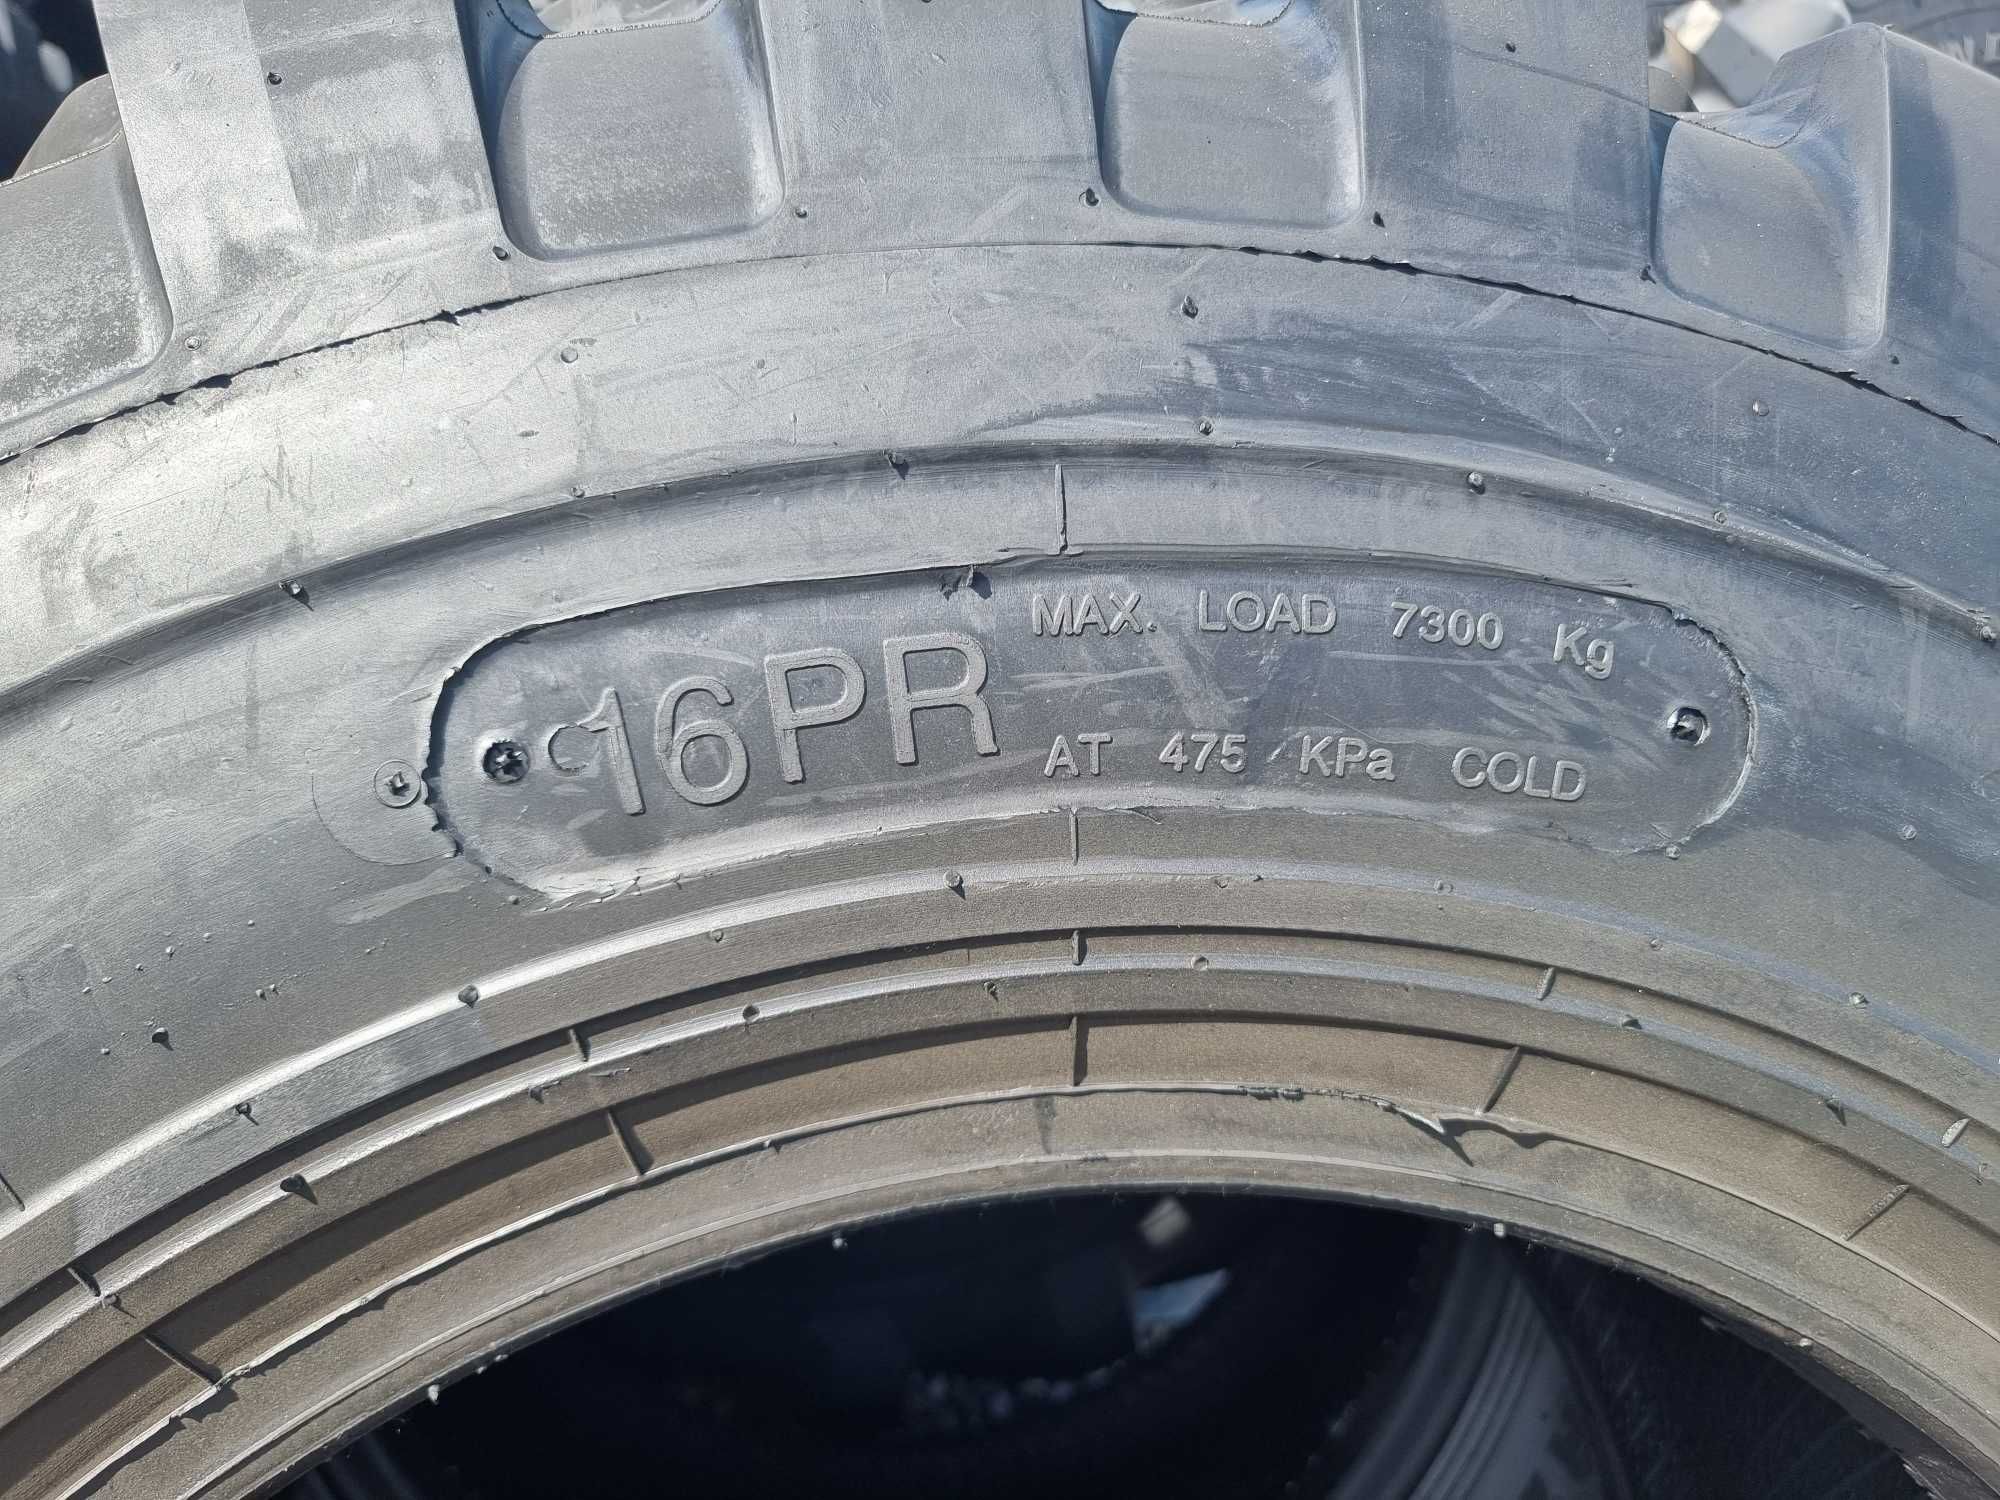 16PR
MAX. LOAD 7300 Kg
AT 475 KPa COLD